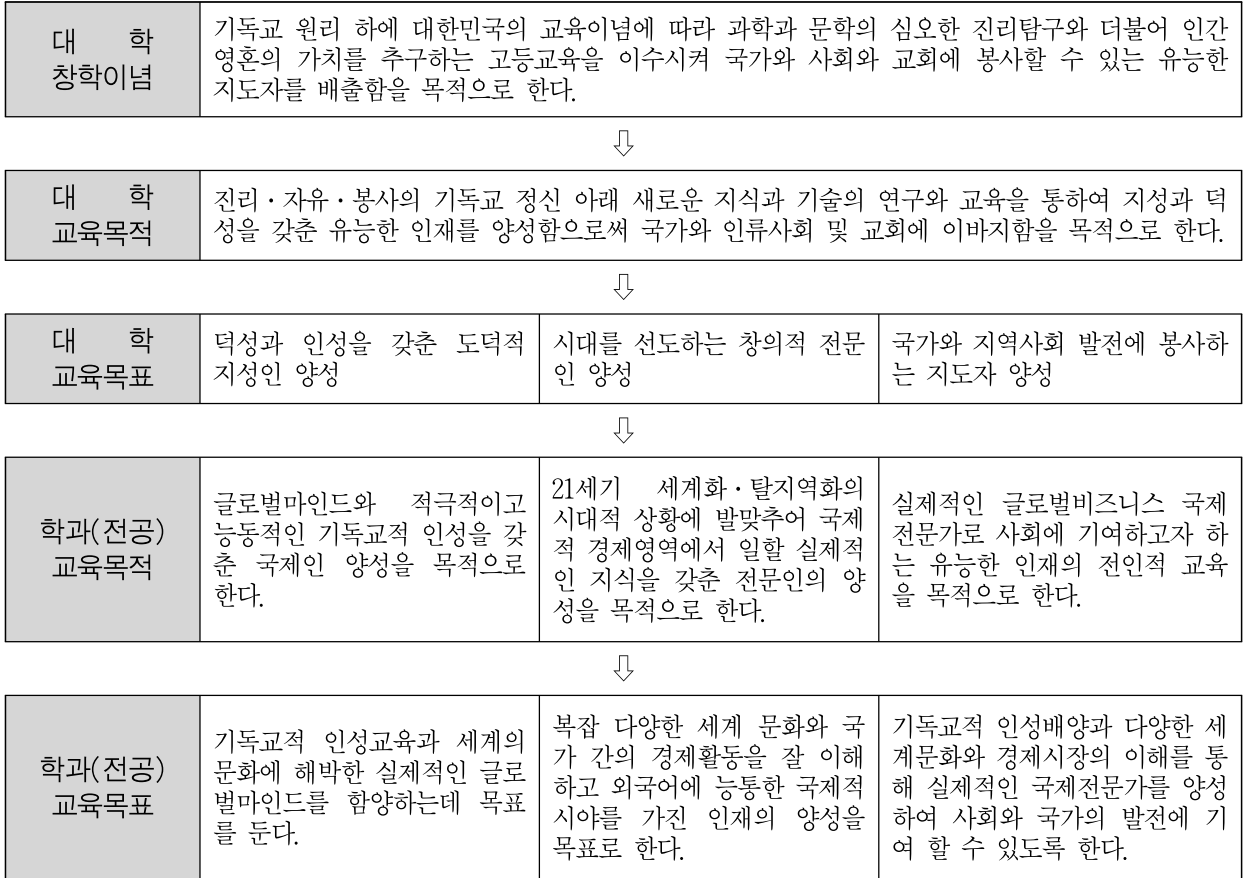 대 학
창학이념
기독교 원리 하에 대한민국의 교육이념에 따라 과학과 문학의 심오한 진리탐구와 더불어 인간
영혼의 가치를 추구하는 고등교육을 이수시켜 국가와 사회와 교회에 봉사할 수 있는 유능한
지도자를 배출함을 목적으로 한다.
⇩
대 학
교육목적
진리·자유·봉사의 기독교 정신 아래 새로운 지식과 기술의 연구와 교육을 통하여 지성과 덕
성을 갖춘 유능한 인재를 양성함으로써 국가와 인류사회 및 교회에 이바지함을 목적으로 한다.
⇩
대 학
교육목표
덕성과 인성을 갖춘 도덕적
지성인 양성
시대를 선도하는 창의적 전문
인 양성
국가와 지역사회 발전에 봉사하
는 지도자 양성
⇩
학과(전공)
교육목적
글로벌마인드와 적극적이고
능동적인 기독교적 인성을 갖
춘 국제인 양성을 목적으로
한다.
21세기 세계화·탈지역화의
시대적 상황에 발맞추어 국제
적 경제영역에서 일할 실제적
인 지식을 갖춘 전문인의 양
성을 목적으로 한다.
실제적인 글로벌비즈니스 국제
전문가로 사회에 기여하고자 하
는 유능한 인재의 전인적 교육
을 목적으로 한다.
⇩
학과(전공)
교육목표
기독교적 인성교육과 세계의
문화에 해박한 실제적인 글로
벌마인드를 함양하는데 목표
를 둔다.
복잡 다양한 세계 문화와 국
가 간의 경제활동을 잘 이해
하고 외국어에 능통한 국제적
시야를 가진 인재의 양성을
목표로 한다.
기독교적 인성배양과 다양한 세
계문화와 경제시장의 이해를 통
해 실제적인 국제전문가를 양성
하여 사회와 국가의 발전에 기
여 할 수 있도록 한다.